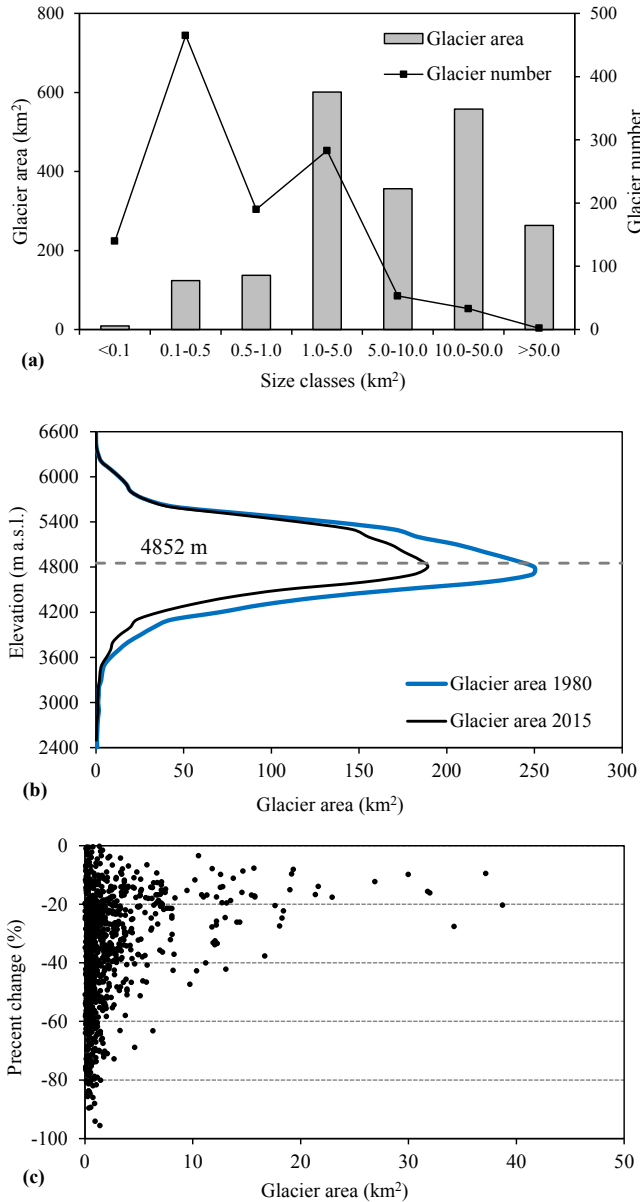 800
600
400
200
0
Glacier area (km²)
500
400
300
200
100
0
Glacier number
Glacier area
Glacier number
<0.1 0.1-0.5 0.5-1.0 1.0-5.0 5.0-10.0 10.0-50.0 >50.0
(a)
Size classes (km²)
6600
6000
5400
4800
4200
3600
3000
2400
Elevation (m a.s.l.)
4852 m
Glacier area 1980
Glacier area 2015
0 50 100 150 200 250 300
(b)
Glacier area (km²)
0
-20
-40
-60
-80
-100
Precent change (%)
0 10 20 30 40 50
(c)
Glacier area (km²)